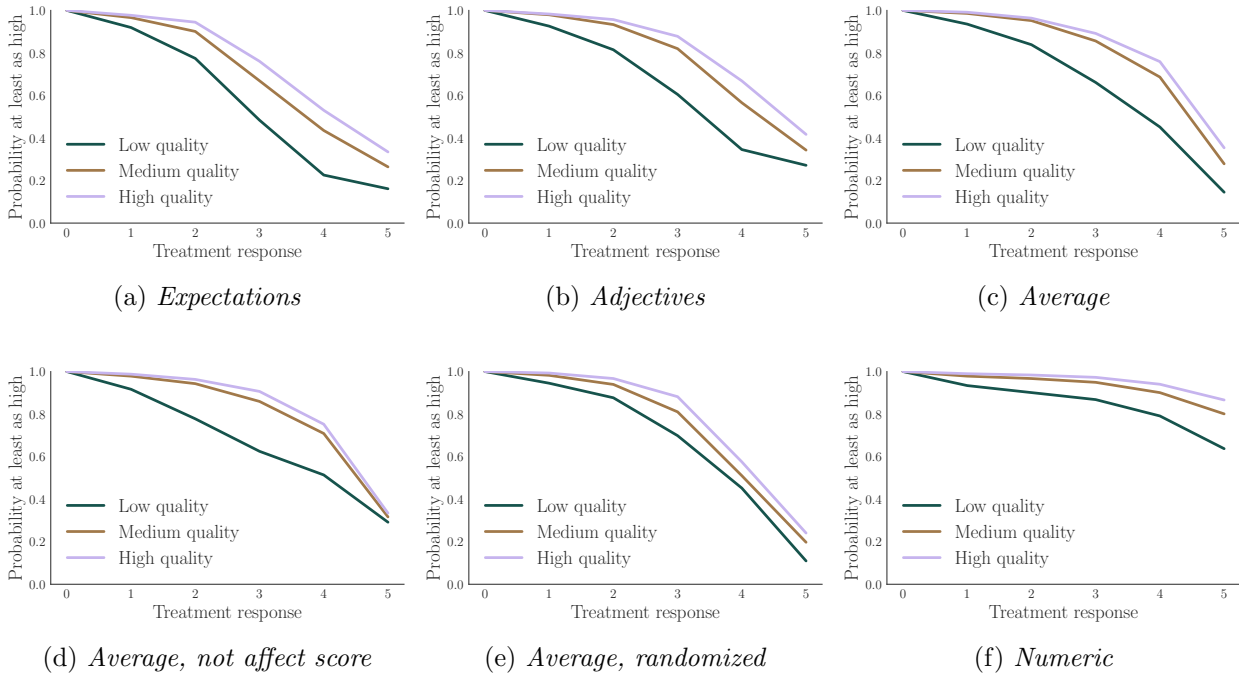 Probability at least as high
1.0
0.8
0.6
0.4
0.2
0.0
Low quality
Medium quality
High quality
0 1 2 3 4 5
Treatment response
(a) Expectations
Probability at least as high
1.0
0.8
0.6
0.4
0.2
0.0
Low quality
Medium quality
High quality
0 1 2 3 4 5
Treatment response
(b) Adjectives
Probability at least as high
1.0
0.8
0.6
0.4
0.2
0.0
Low quality
Medium quality
High quality
0 1 2 3 4 5
Treatment response
(c) Average
Probability at least as high
1.0
0.8
0.6
0.4
0.2
0.0
Low quality
Medium quality
High quality
0 1 2 3 4 5
Treatment response
(d) Average, not affect score
Probability at least as high
1.0
0.8
0.6
0.4
0.2
0.0
Low quality
Medium quality
High quality
0 1 2 3 4 5
Treatment response
(e) Average, randomized
Probability at least as high
1.0
0.8
0.6
0.4
0.2
0.0
Low quality
Medium quality
High quality
0 1 2 3 4 5
Treatment response
(f) Numeric